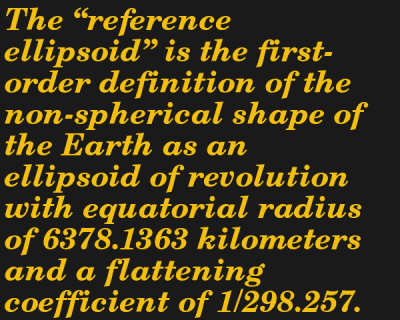 The “reference
ellipsoid” is the first-
order definition of the
non-spherical shape of
the Earth as an
ellipsoid of revolution
with equatorial radius
of 6378.1363 kilometers
and a flattening
coefficient of 1/298.257.